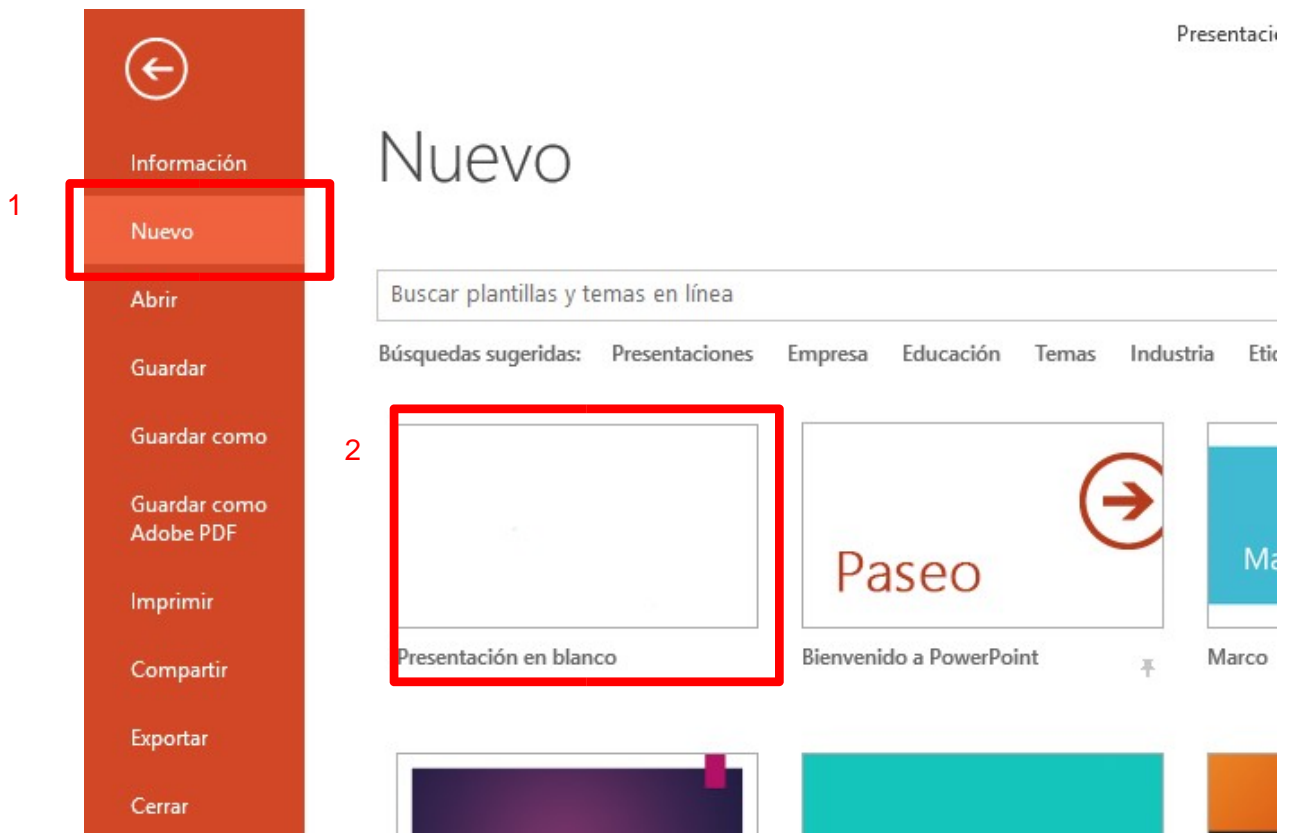 Presentaci
Información
Nuevo
Abrir
Guardar
Guardar como
Guardar como
Adobe PDF
Imprimir
Compartir
Exportar
Cerrar
1
Nuevo
Buscar plantillas y temas en línea
Búsquedas sugeridas: Presentaciones Empresa Educación Temas Industria Etic
2
Paseo
Ma
Presentación en blanco Bienvenido a PowerPoint Marco